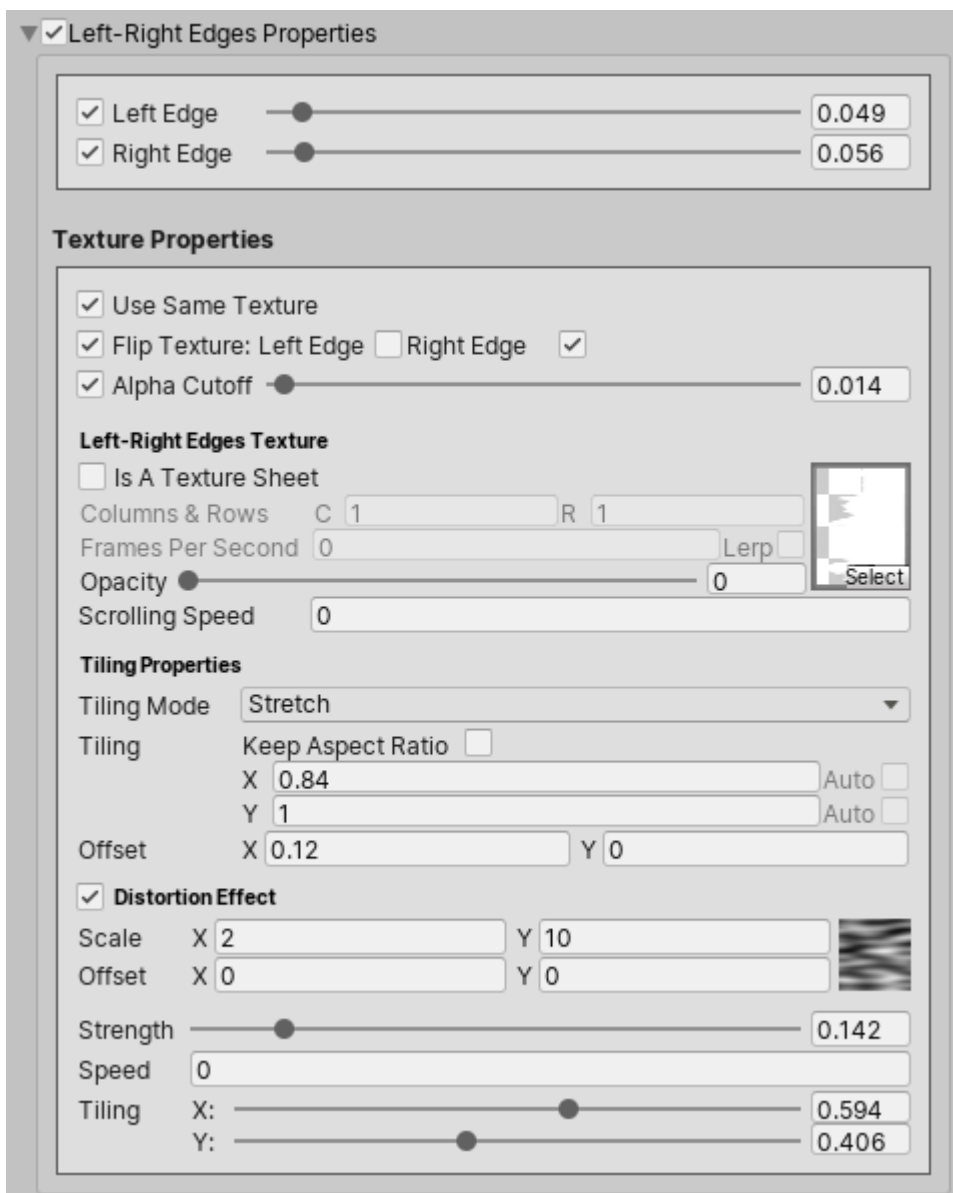 Left-Right Edges Properties
Left Edge 0.049
Right Edge 0.056
Texture Properties
Use Same Texture
Flip Texture: Left Edge Right Edge
Alpha Cutoff 0.014
Left-Right Edges Texture
Is A Texture Sheet
Columns & Rows C 1 R 1
Frames Per Second 0 Lerp
Select
Opacity 0
Scrolling Speed 0
Tiling Properties
Tiling Mode Stretch
Tiling Keep Aspect Ratio
X 0.84 Auto
Y 1 Auto
Offset X 0.12 Y 0
Distortion Effect
Scale X 2 Y 10
Offset X 0 Y 0
Strength 0.142
Speed 0
Tiling X: 0.594
Y: 0.406